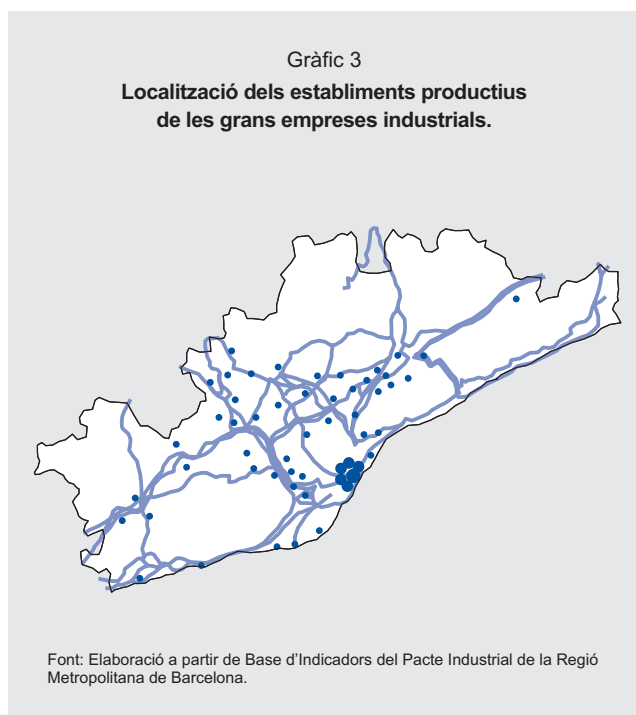 Gràfic 3
Localització dels establiments productius
de les grans empreses industrials.
Font: Elaboració a partir de Base d’Indicadors del Pacte Industrial de la Regió
Metropolitana de Barcelona.